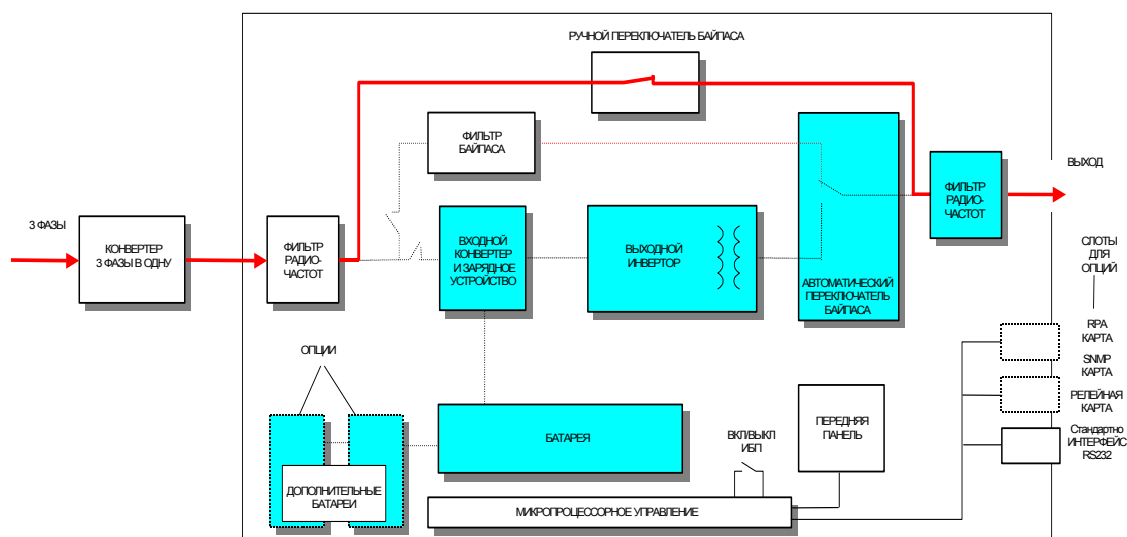 РУЧНОЙ ПЕРЕКЛЮЧАТЕЛЬ БАЙПАСА
ФИЛЬТР
БАЙПАСА
ВЫХОД
3 ФАЗЫ
КОНВЕРТЕР
3 ФАЗЫ В ОДНУ
ФИЛЬТР
РАДИО-
ЧАСТОТ
ВХОДНОЙ
КОНВЕРТЕР
И ЗАРЯДНОЕ
УСТРОЙСТВО
ВЫХОДНОЙ
ИНВЕРТОР
АВТОМАТИЧЕСКИЙ
ПЕРЕКЛЮЧАТЕЛЬ
БАЙПАСА
ФИЛЬТР
РАДИО-
ЧАСТОТ
СЛОТЫ
ДЛЯ
ОПЦИЙ
RPA
КАРТА
SNMP
КАРТА
РЕЛЕЙНАЯ
КАРТА
Стандартно
ИНТЕРФЕЙС
RS232
ОПЦИИ
ДОПОЛНИТЕЛЬНЫЕ
БАТАРЕИ
БАТАРЕЯ
ВКЛ/ВЫКЛ
ИБП
ПЕРЕДНЯЯ
ПАНЕЛЬ
МИКРОПРОЦЕССОРНОЕ УПРАВЛЕНИЕ